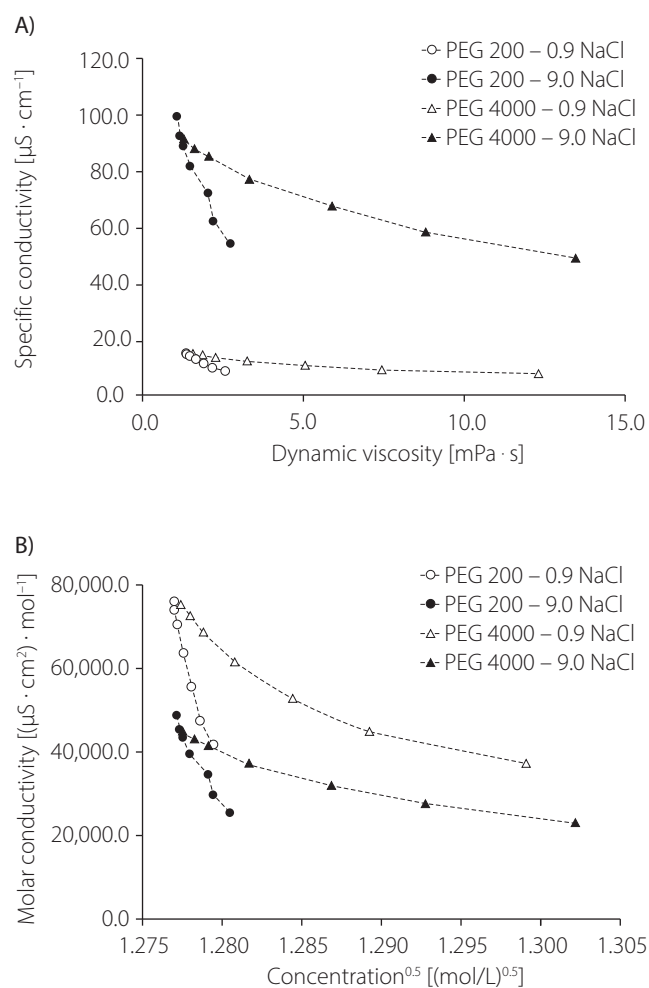 A)
Specific conductivity [µS · cm⁻¹]
120.0
100.0
80.0
60.0
40.0
20.0
0.0
0.0 5.0 10.0 15.0
Dynamic viscosity [mPa · s]
PEG 200 – 0.9 NaCl
PEG 200 – 9.0 NaCl
PEG 4000 – 0.9 NaCl
PEG 4000 – 9.0 NaCl
B)
Molar conductivity [(µS · cm²) · mol⁻¹]
80,000.0
60,000.0
40,000.0
20,000.0
0.0
1.275 1.280 1.285 1.290 1.295 1.300 1.305
Concentration⁰·⁵ [(mol/L)⁰·⁵]
PEG 200 – 0.9 NaCl
PEG 200 – 9.0 NaCl
PEG 4000 – 0.9 NaCl
PEG 4000 – 9.0 NaCl